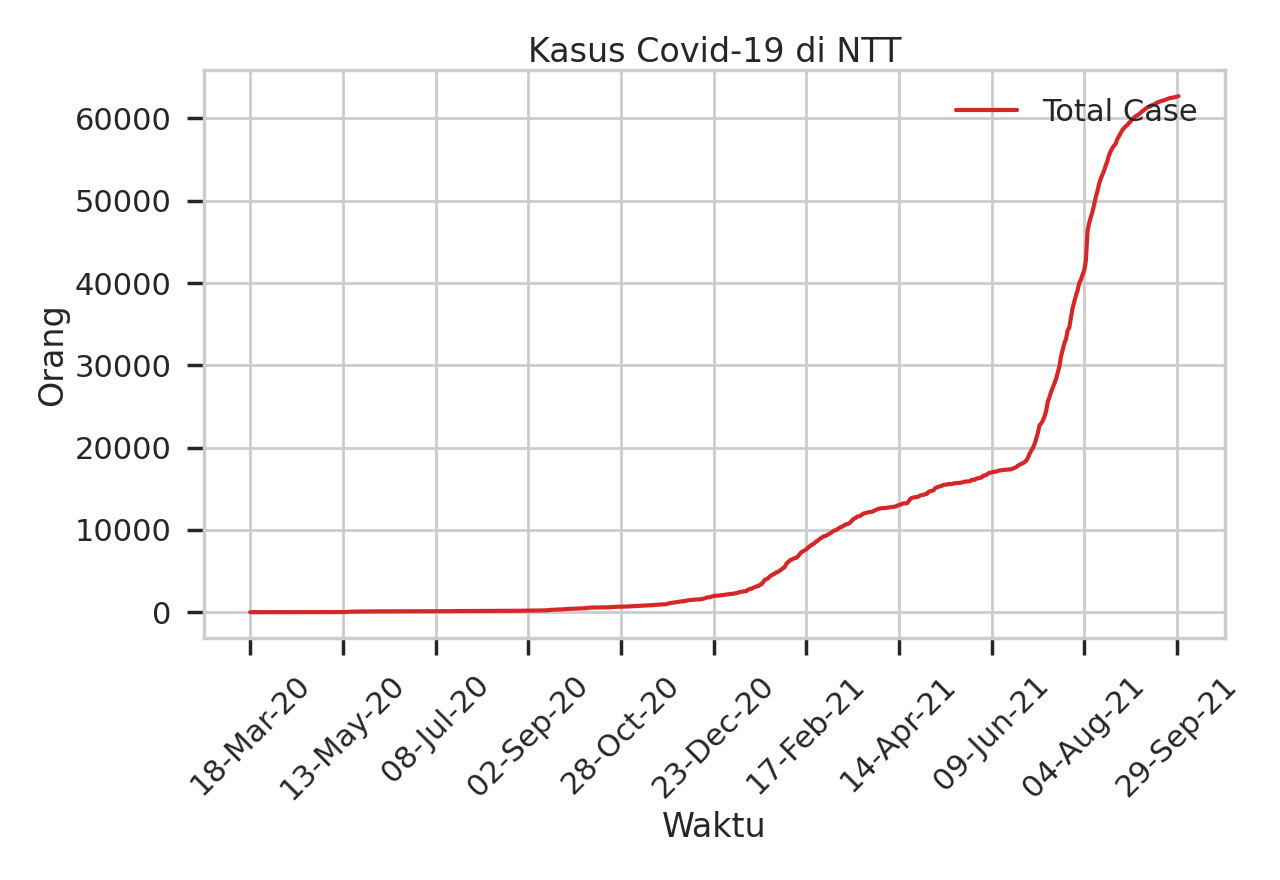 Kasus Covid-19 di NTT
Total Case
Orang
60000
50000
40000
30000
20000
10000
0
18-Mar-20
13-May-20
08-Jul-20
02-Sep-20
28-Oct-20
23-Dec-20
17-Feb-21
14-Apr-21
09-Jun-21
04-Aug-21
29-Sep-21
Waktu